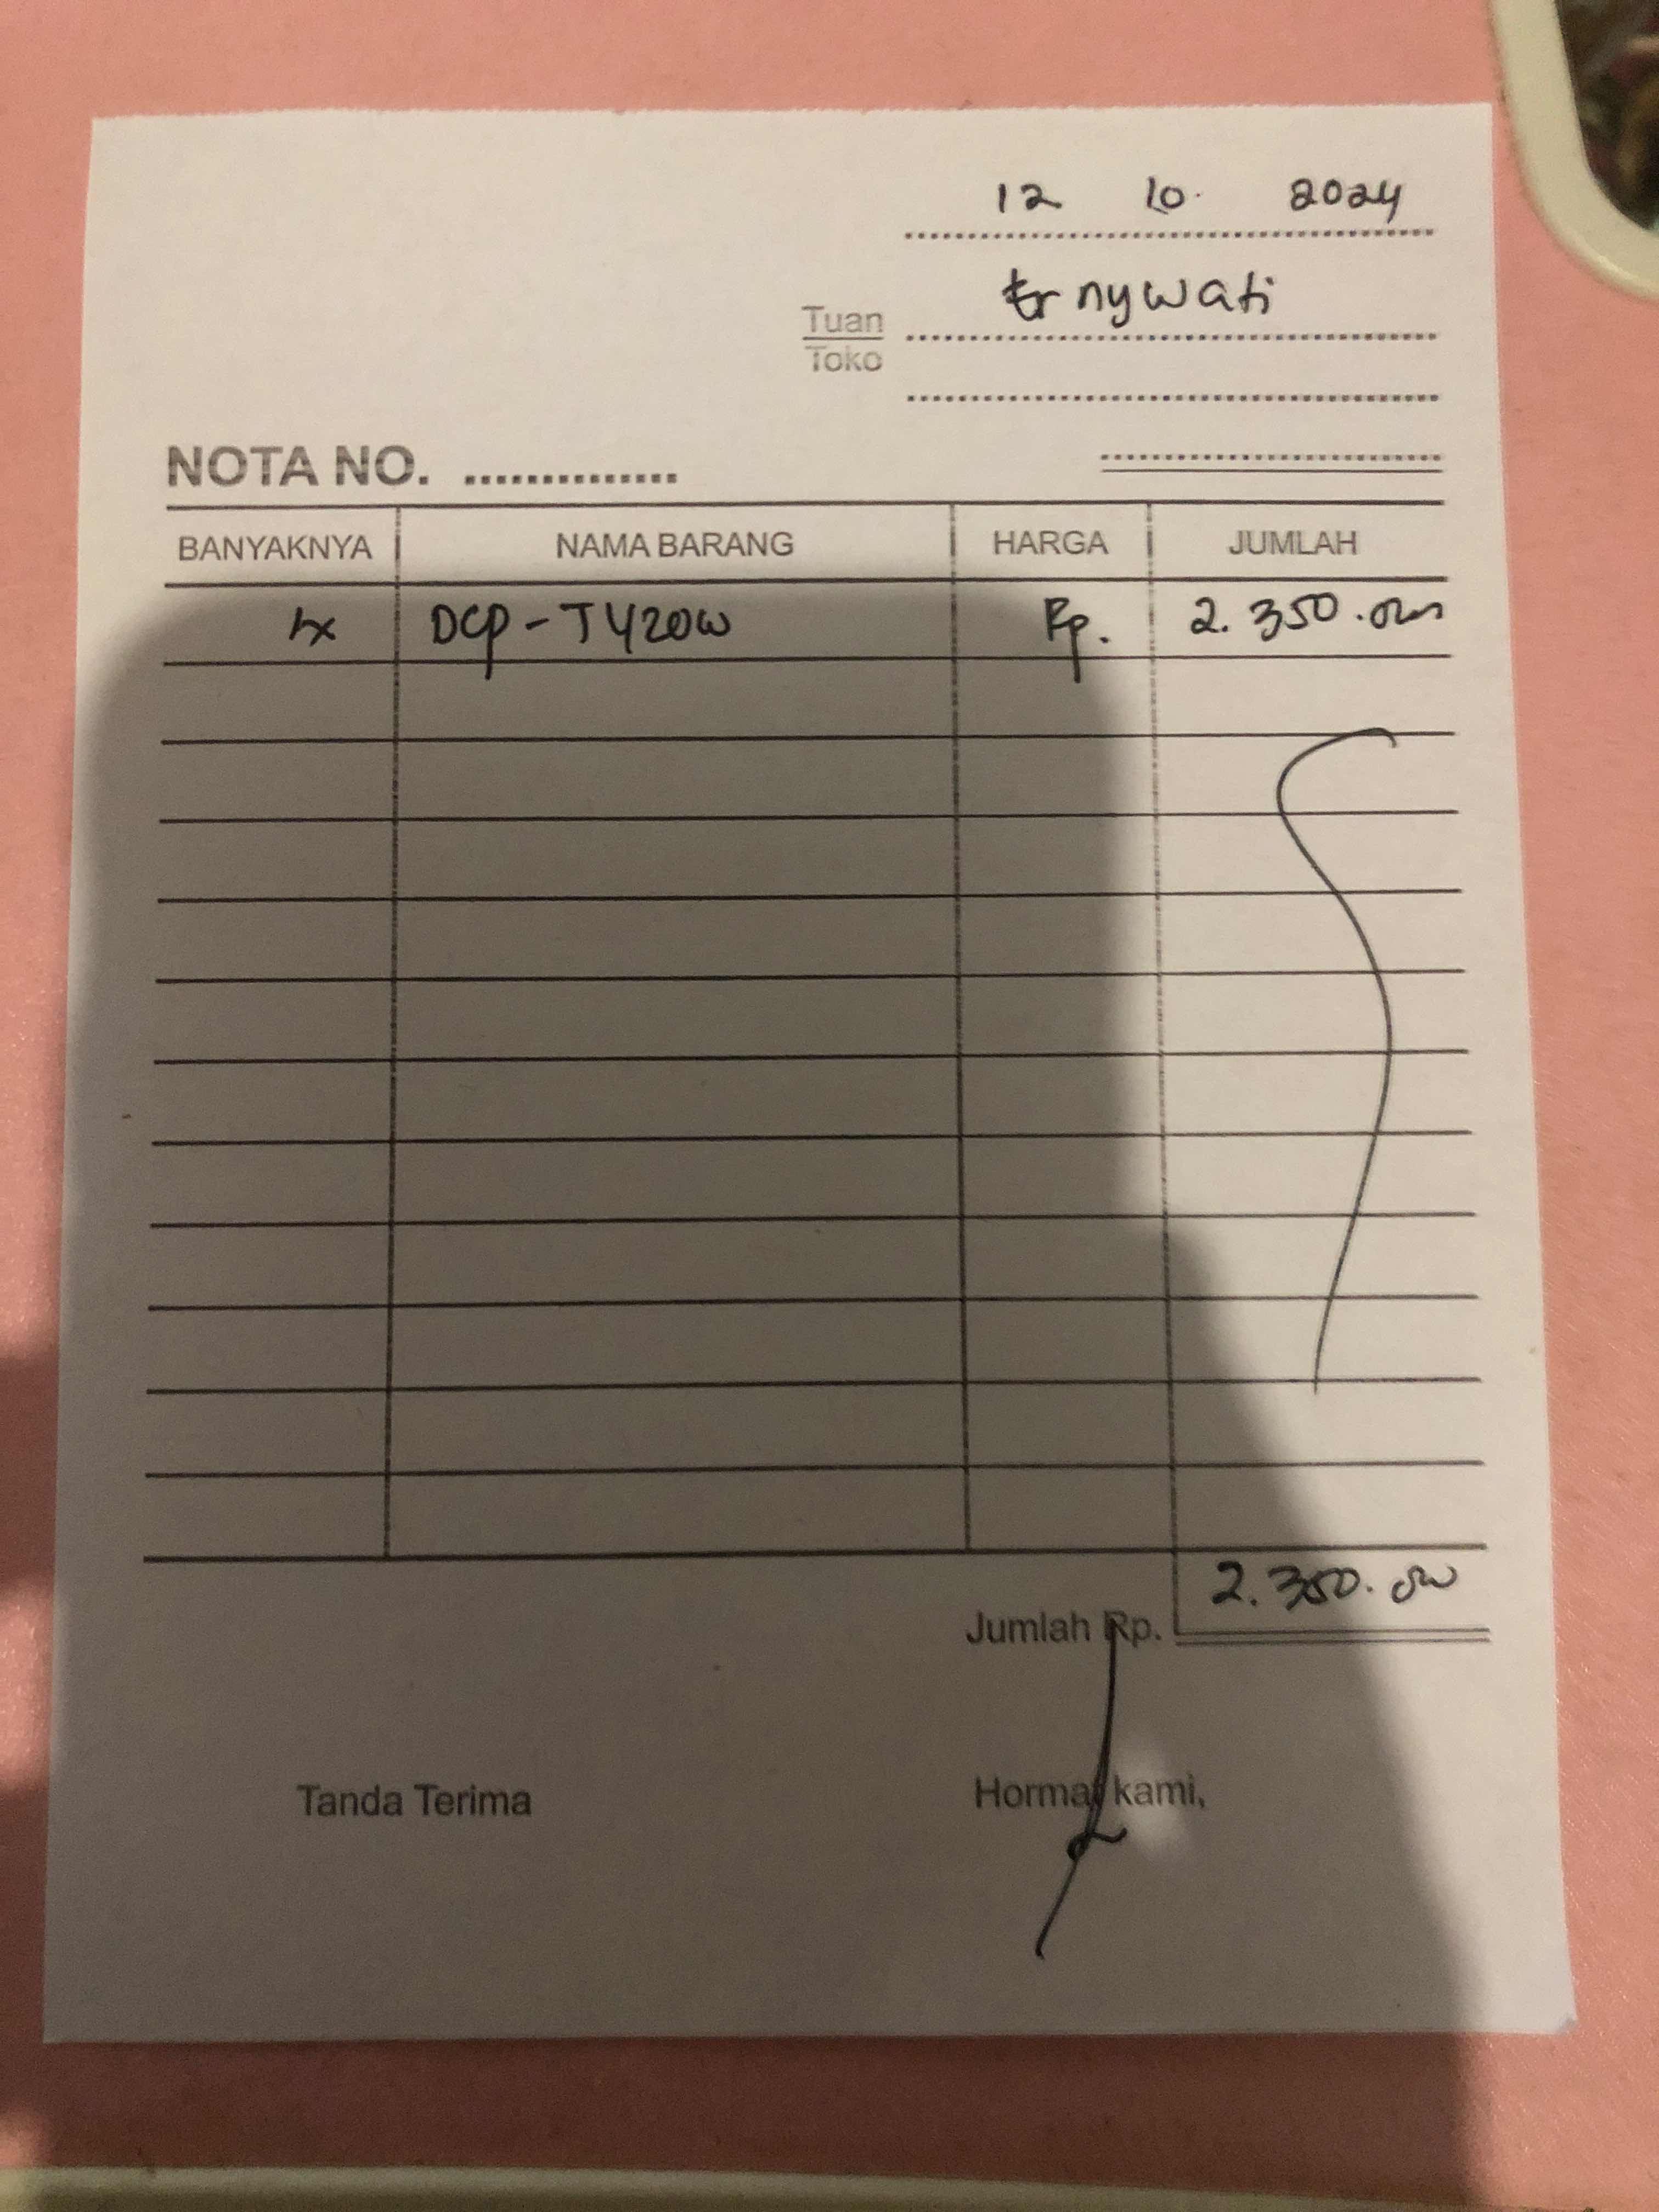 12 10. 2024
Tuan Ernywati
Toko
NOTA NO. ..............
BANYAKNYA NAMA BARANG HARGA JUMLAH
1x DCP-T420W Rp. 2.350.000
2.350.000
Jumlah Rp.
Tanda Terima Hormat kami,